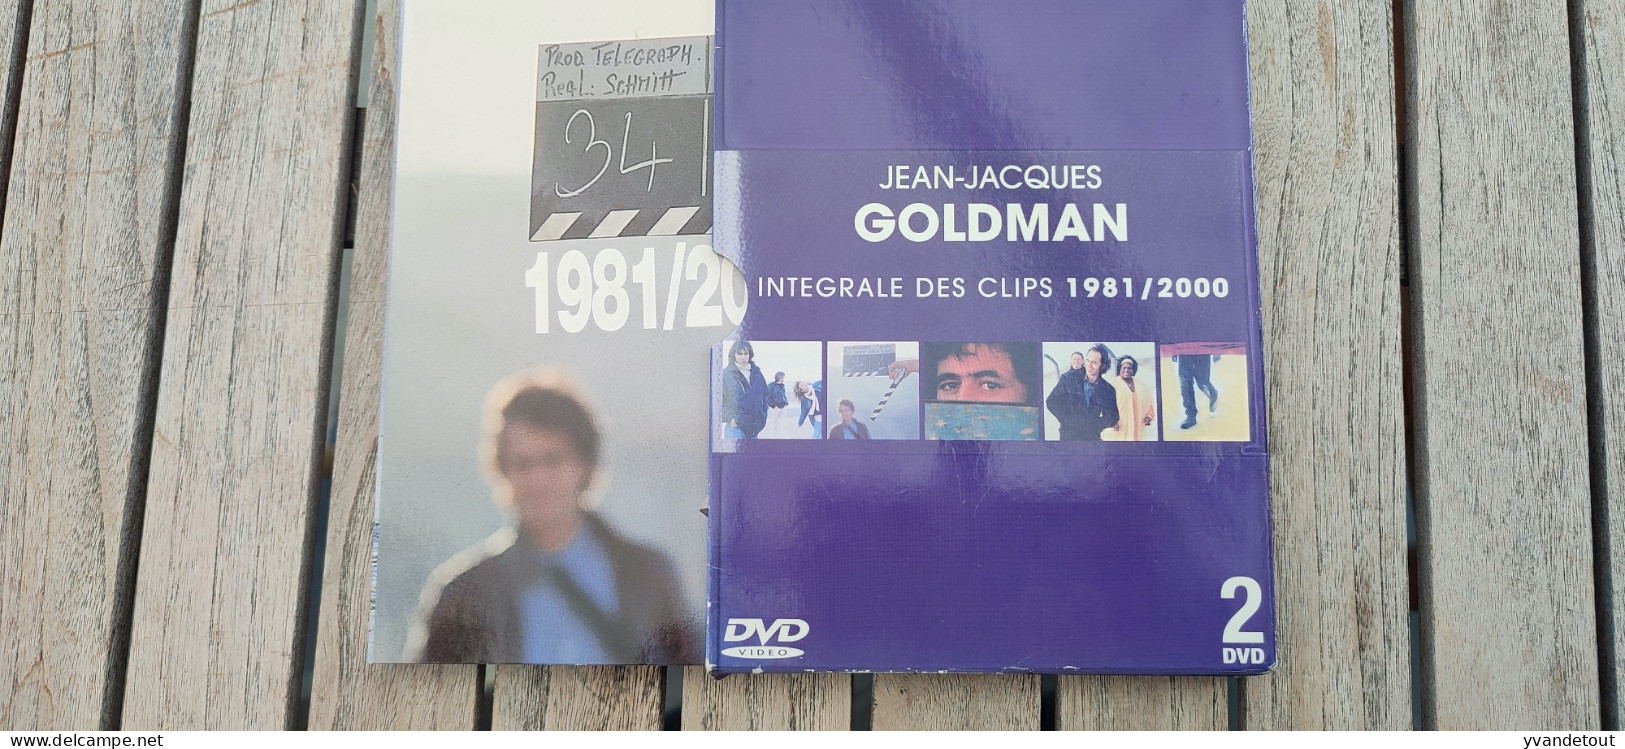 PROD. TELEGRAPH.
REAL: SCHMITT
34
1981/20
JEAN-JACQUES
GOLDMAN
INTEGRALE DES CLIPS 1981/2000
DVD
VIDEO
2
DVD
www.delcampe.net
yvandetout